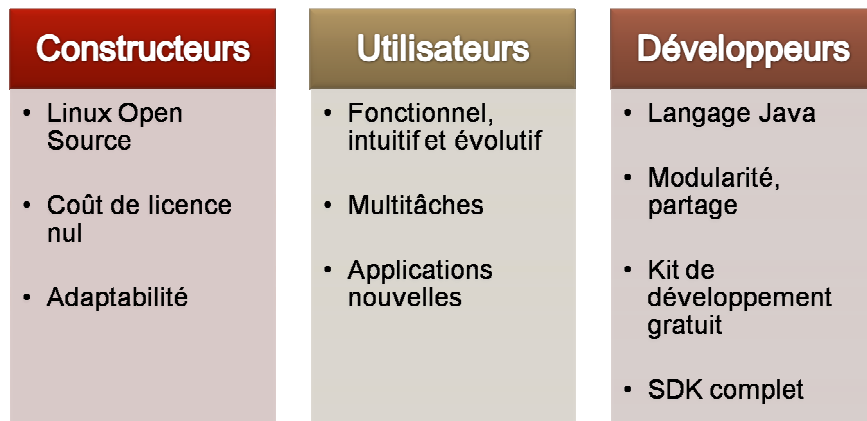 Constructeurs
• Linux Open
Source
• Coût de licence
nul
• Adaptabilité
Utilisateurs
• Fonctionnel,
intuitif et évolutif
• Multitâches
• Applications
nouvelles
Développeurs
• Langage Java
• Modularité,
partage
• Kit de
développement
gratuit
• SDK complet